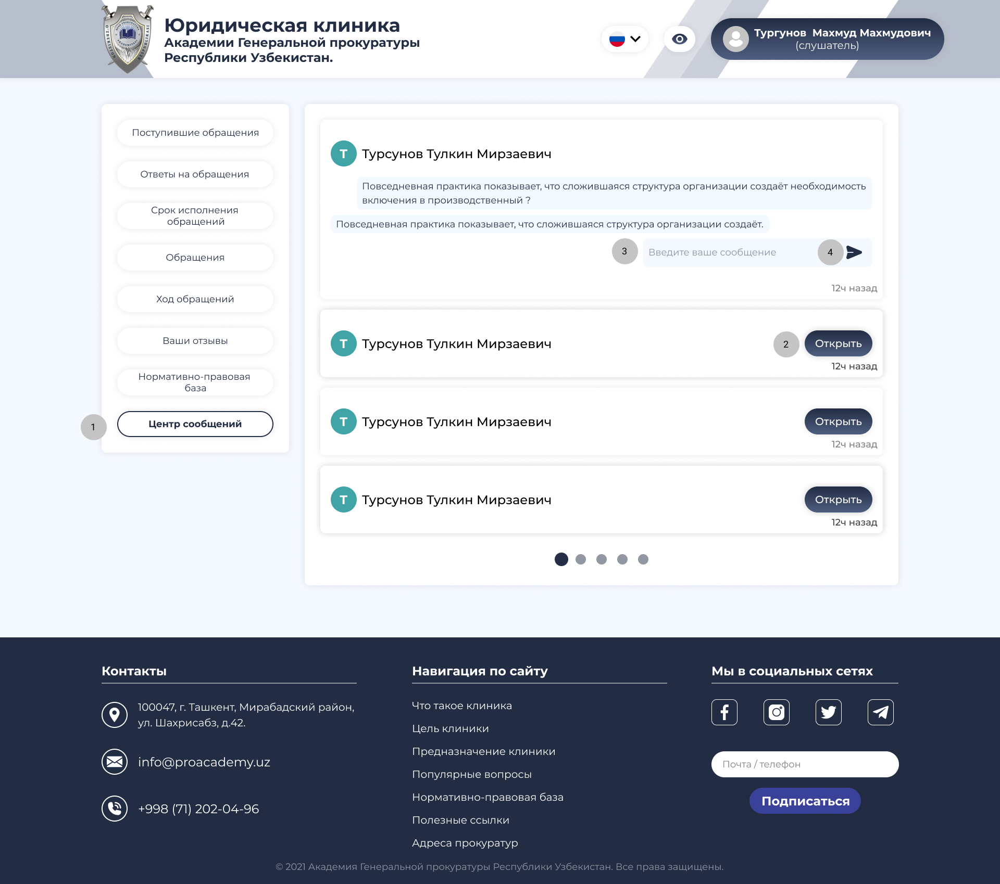 Юридическая клиника
Академии Генеральной прокуратуры
Республики Узбекистан.
O'ZBEKISTON
RESPUBLIKASI
Тургунов Махмуд Махмудович
(слушатель)
Поступившие обращения
Ответы на обращения
Срок исполнения
обращений
Обращения
Ход обращений
Ваши отзывы
Нормативно-правовая
база
1
Центр сообщений
Т
Турсунов Тулкин Мирзаевич
Повседневная практика показывает, что сложившаяся структура организации создаёт необходимость
включения в производственный ?
Повседневная практика показывает, что сложившаяся структура организации создаёт.
3
Введите ваше сообщение
4
12ч назад
Т
Турсунов Тулкин Мирзаевич
2
Открыть
12ч назад
Т
Турсунов Тулкин Мирзаевич
Открыть
12ч назад
Т
Турсунов Тулкин Мирзаевич
Открыть
12ч назад
Контакты
100047, г. Ташкент, Мирабадский район,
ул. Шахрисабз, д.42.
info@proacademy.uz
+998 (71) 202-04-96
Навигация по сайту
Что такое клиника
Цель клиники
Предназначение клиники
Популярные вопросы
Нормативно-правовая база
Полезные ссылки
Адреса прокуратур
Мы в социальных сетях
Почта / телефон
Подписаться
© 2021 Академия Генеральной прокуратуры Республики Узбекистан. Все права защищены.